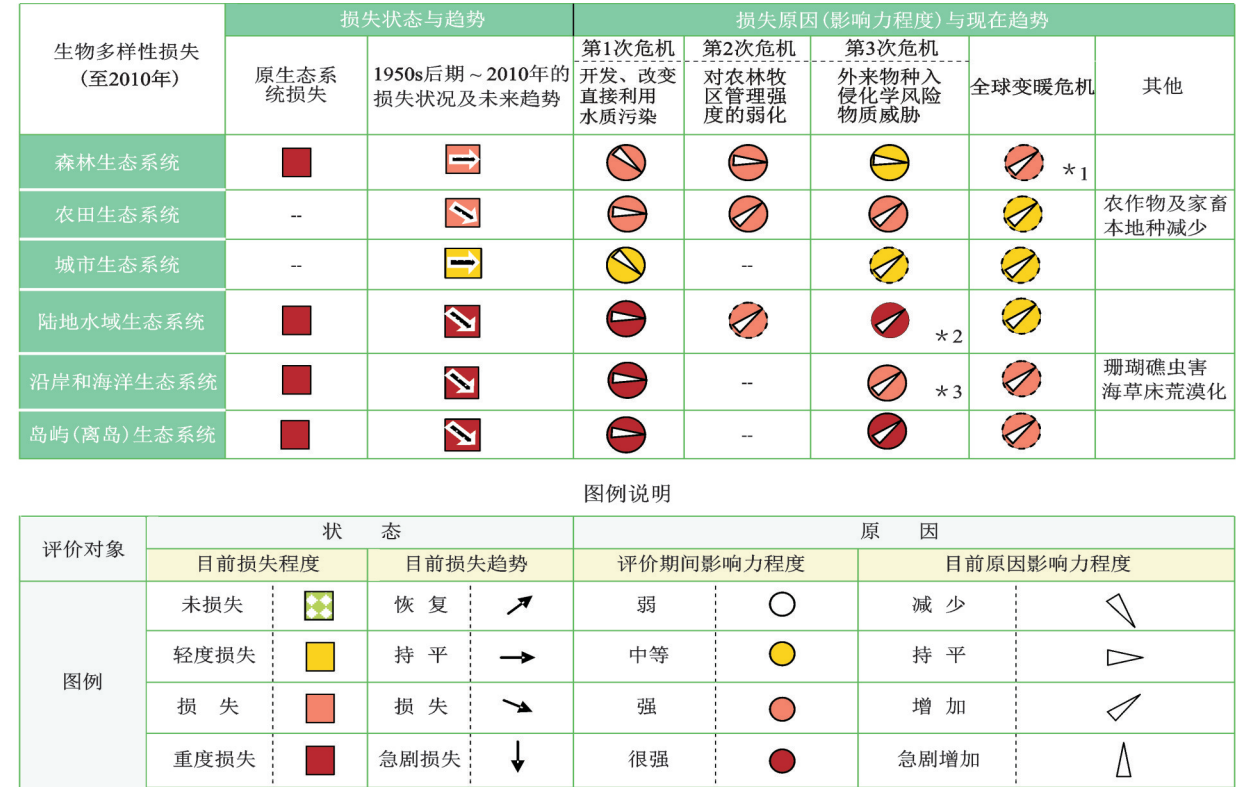 生物多样性损失
(至2010年)
损失状态与趋势
损失原因(影响力程度)与现在趋势
原生态系
统损失
1950s后期~2010年的
损失状况及未来趋势
第1次危机
开发、改变
直接利用
水质污染
第2次危机
对农林牧
区管理强
度的弱化
第3次危机
外来物种入
侵化学风险
物质威胁
全球变暖危机
其他
森林生态系统
*1
农田生态系统
--
农作物及家畜
本地种减少
城市生态系统
--
--
陆地水域生态系统
*2
沿岸和海洋生态系统
--
*3
珊瑚礁虫害
海草床荒漠化
岛屿(离岛)生态系统
--
图例说明
评价对象
状 态
原 因
目前损失程度
目前损失趋势
评价期间影响力程度
目前原因影响力程度
图例
未损失
恢 复
弱
减 少
轻度损失
持 平
中等
持 平
损 失
损 失
强
增 加
重度损失
急剧损失
很强
急剧增加